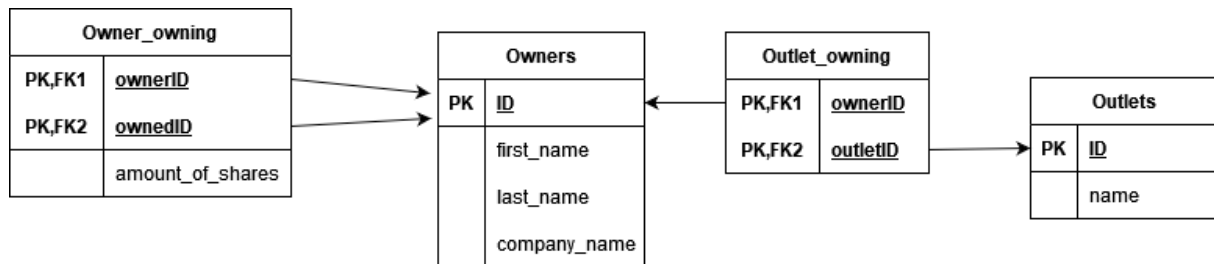 Owner_owning
PK,FK1 ownerID
PK,FK2 ownedID
amount_of_shares
Owners
PK ID
first_name
last_name
company_name
Outlet_owning
PK,FK1 ownerID
PK,FK2 outletID
Outlets
PK ID
name